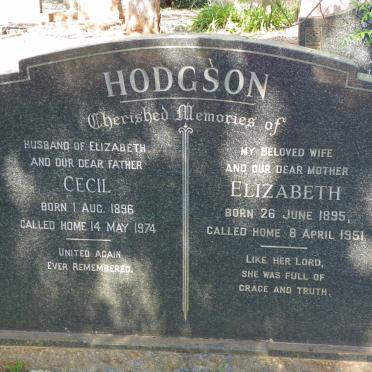 HODGSON
Cherished Memories of
HUSBAND OF ELIZABETH
AND OUR DEAR FATHER
CECIL
BORN 1 AUG. 1896
CALLED HOME 14 MAY 1974
UNITED AGAIN
EVER REMEMBERED.
MY BELOVED WIFE
AND OUR DEAR MOTHER
ELIZABETH
BORN 26 JUNE 1895,
CALLED HOME 8 APRIL 1951
LIKE HER LORD,
SHE WAS FULL OF
GRACE AND TRUTH.